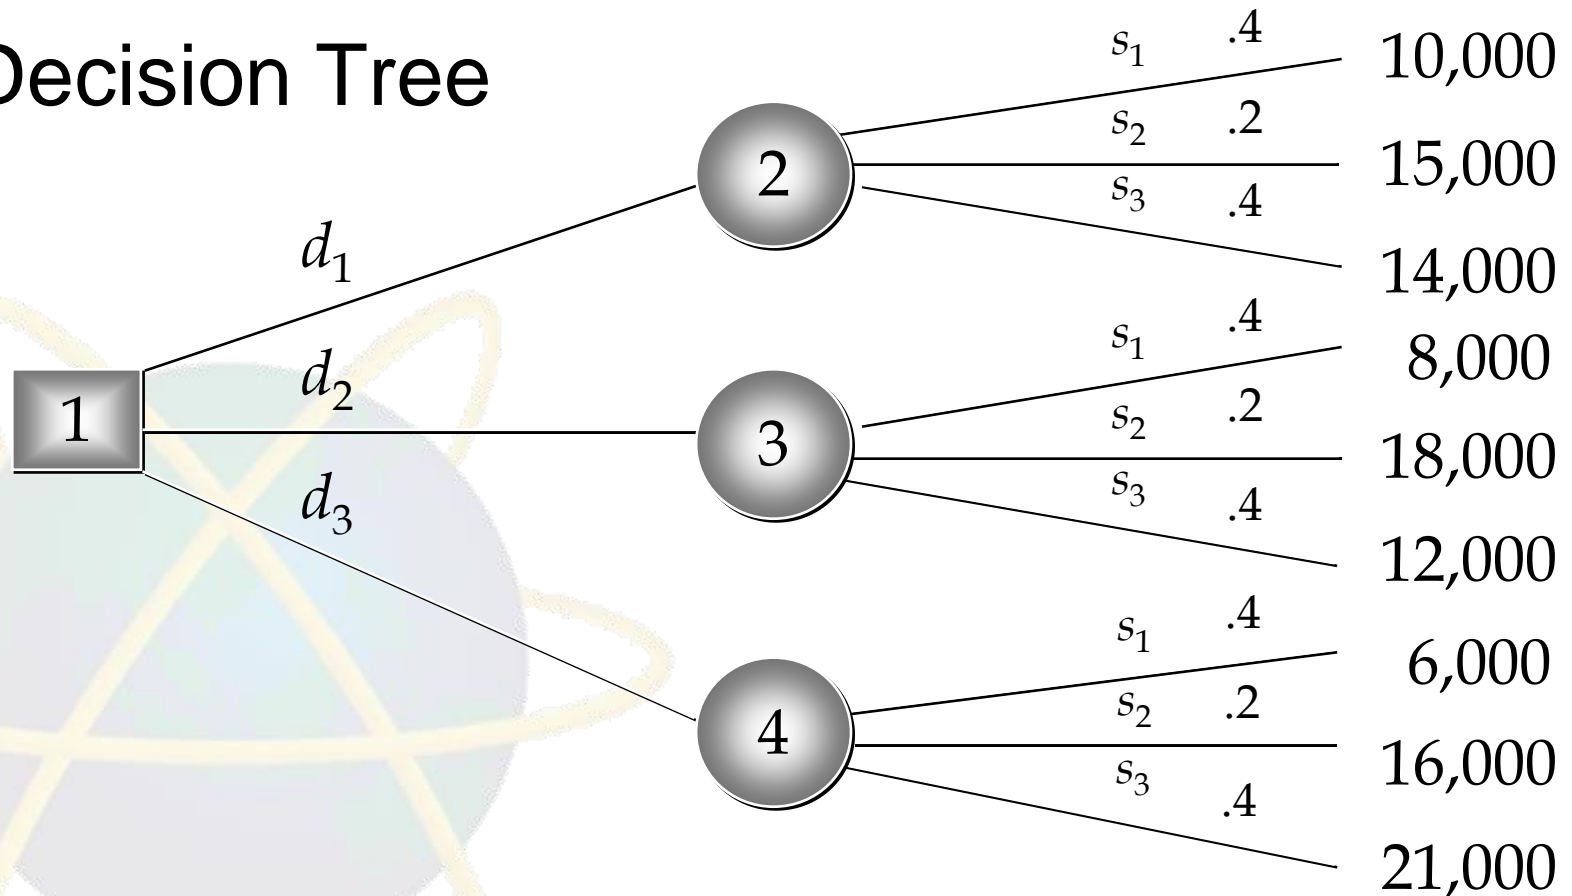 Decision Tree
1
d1
d2
d3
2
s1 .4 10,000
s2 .2 15,000
s3 .4 14,000
3
s1 .4 8,000
s2 .2 18,000
s3 .4 12,000
4
s1 .4 6,000
s2 .2 16,000
s3 .4 21,000